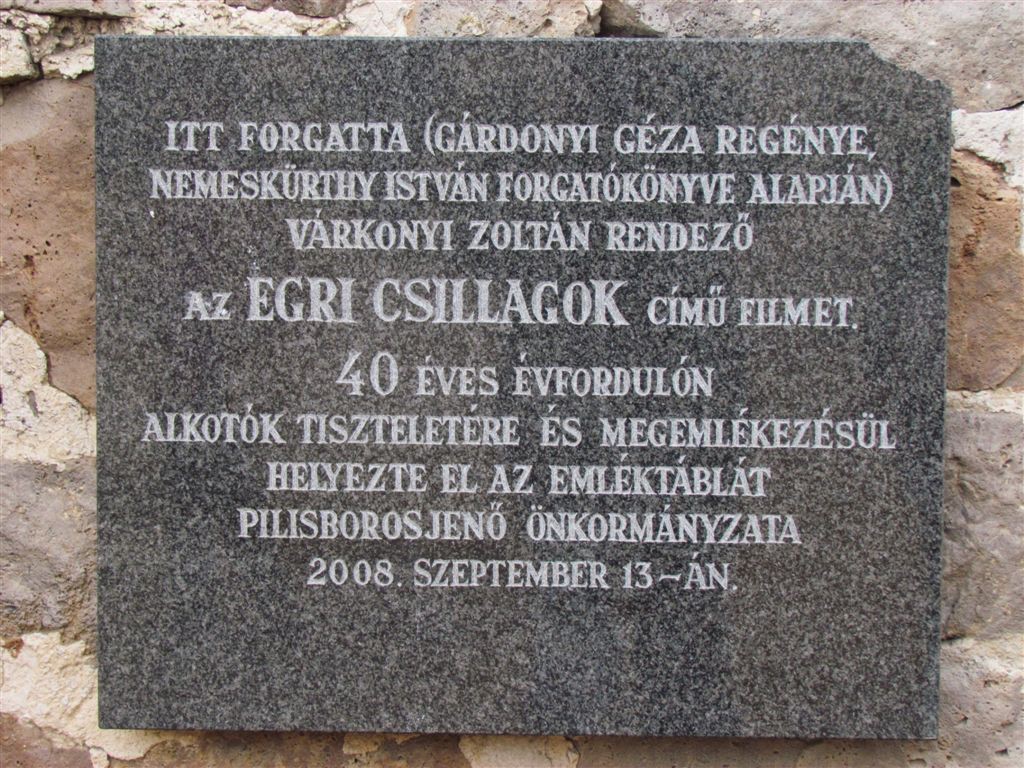 ITT FORGATTA (GÁRDONYI GÉZA REGÉNYE,
NEMESKÜRTHY ISTVÁN FORGATÓKÖNYVE ALAPJÁN)
VÁRKONYI ZOLTÁN RENDEZŐ
AZ EGRI CSILLAGOK CÍMŰ FILMET.
40 ÉVES ÉVFORDULÓN
ALKOTÓK TISZTELETÉRE ÉS MEGEMLÉKEZÉSÜL
HELYEZTE EL AZ EMLÉKTÁBLÁT
PILISBOROSJENŐ ÖNKORMÁNYZATA
2008. SZEPTEMBER 13-ÁN.